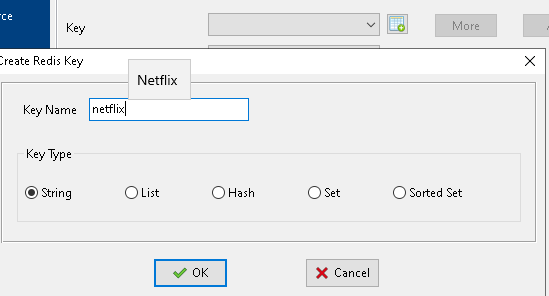 rce
Key
More
A
Create Redis Key
Netflix
Key Name
netflix
Key Type
String
List
Hash
Set
Sorted Set
OK
Cancel